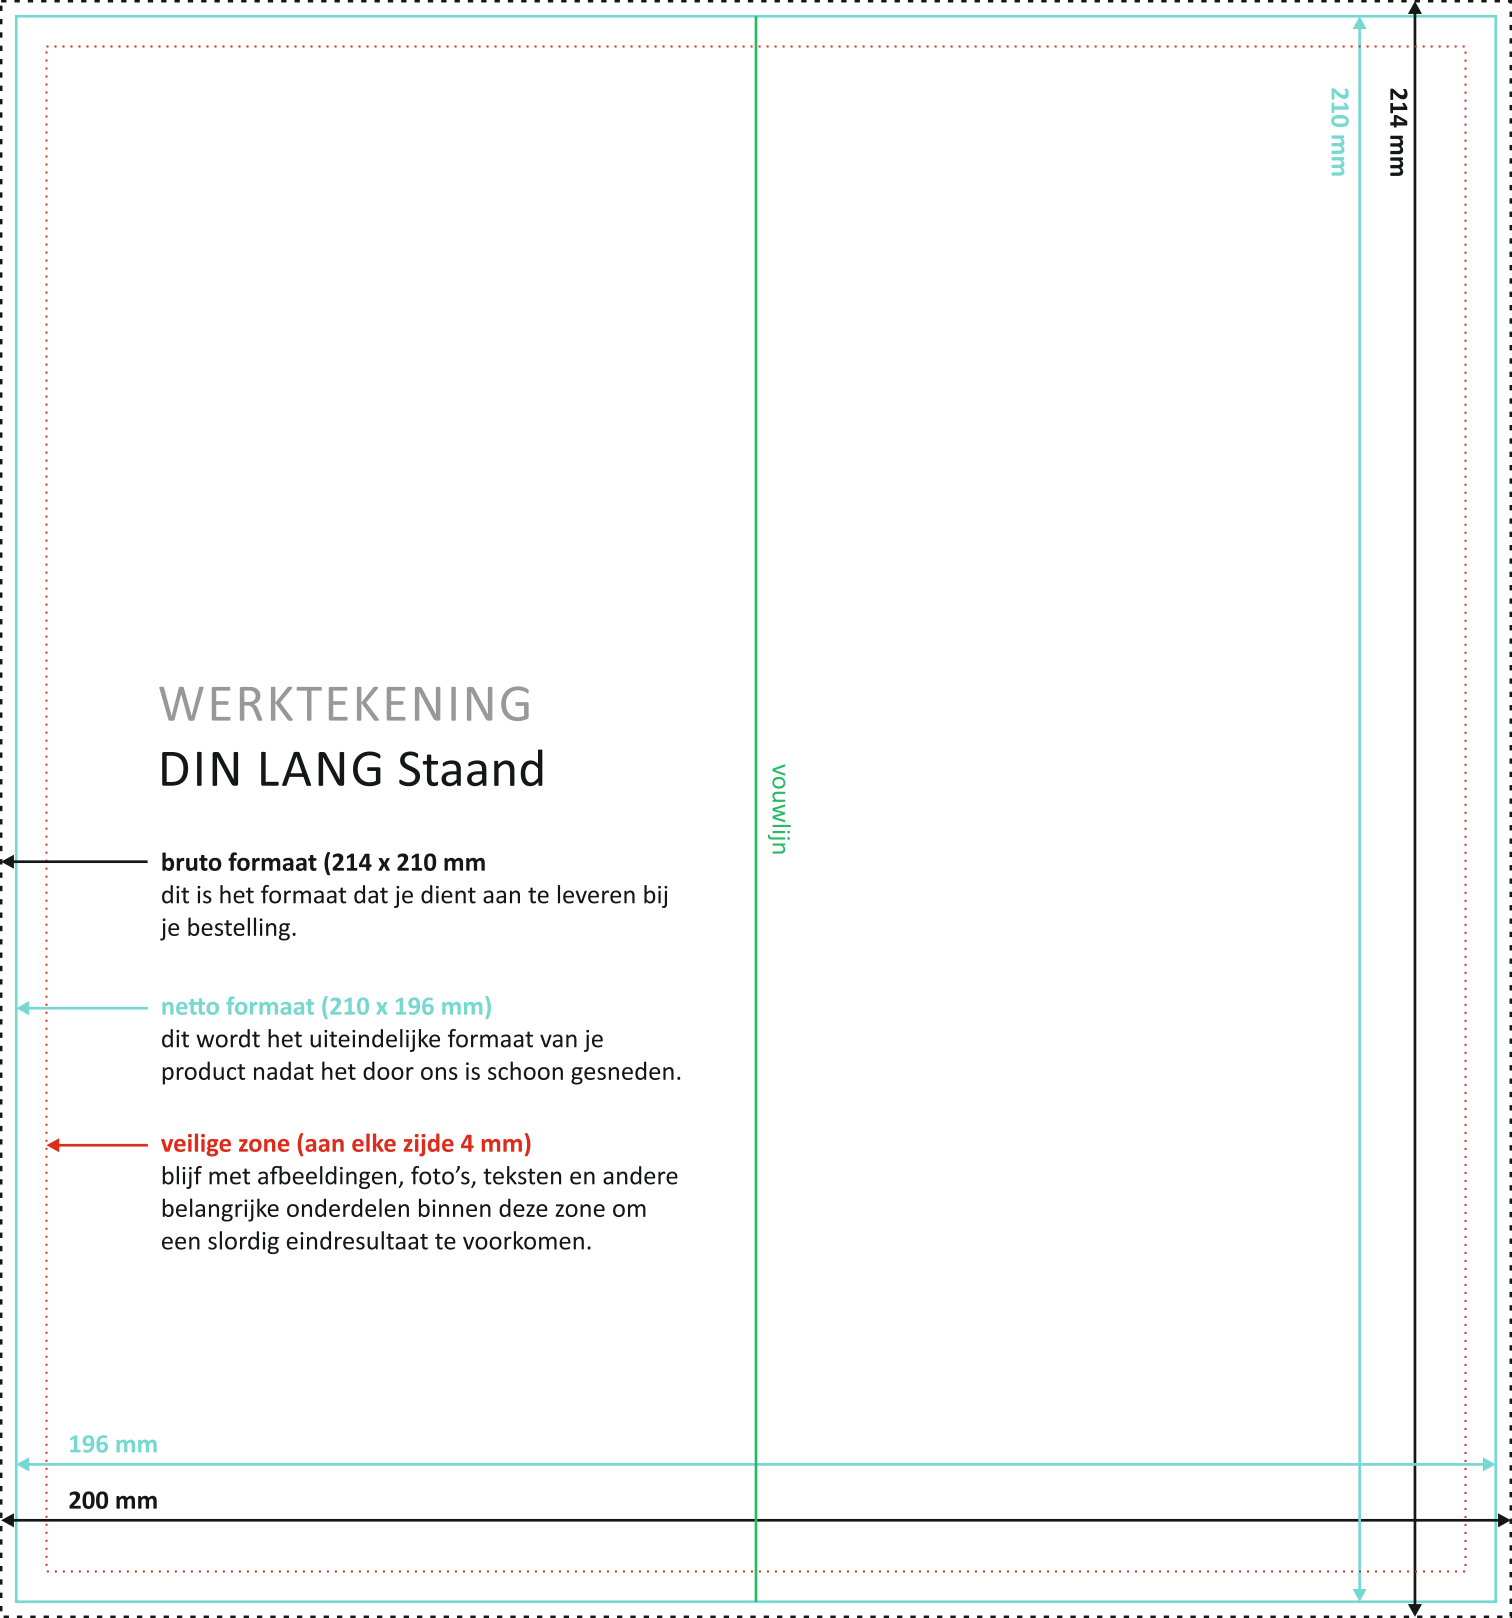 210 mm
214 mm
WERKTEKENING
DIN LANG Staand
vouwlijn
bruto formaat (214 x 210 mm
dit is het formaat dat je dient aan te leveren bij
je bestelling.
netto formaat (210 x 196 mm)
dit wordt het uiteindelijke formaat van je
product nadat het door ons is schoon gesneden.
veilige zone (aan elke zijde 4 mm)
blijf met afbeeldingen, foto’s, teksten en andere
belangrijke onderdelen binnen deze zone om
een slordig eindresultaat te voorkomen.
196 mm
200 mm